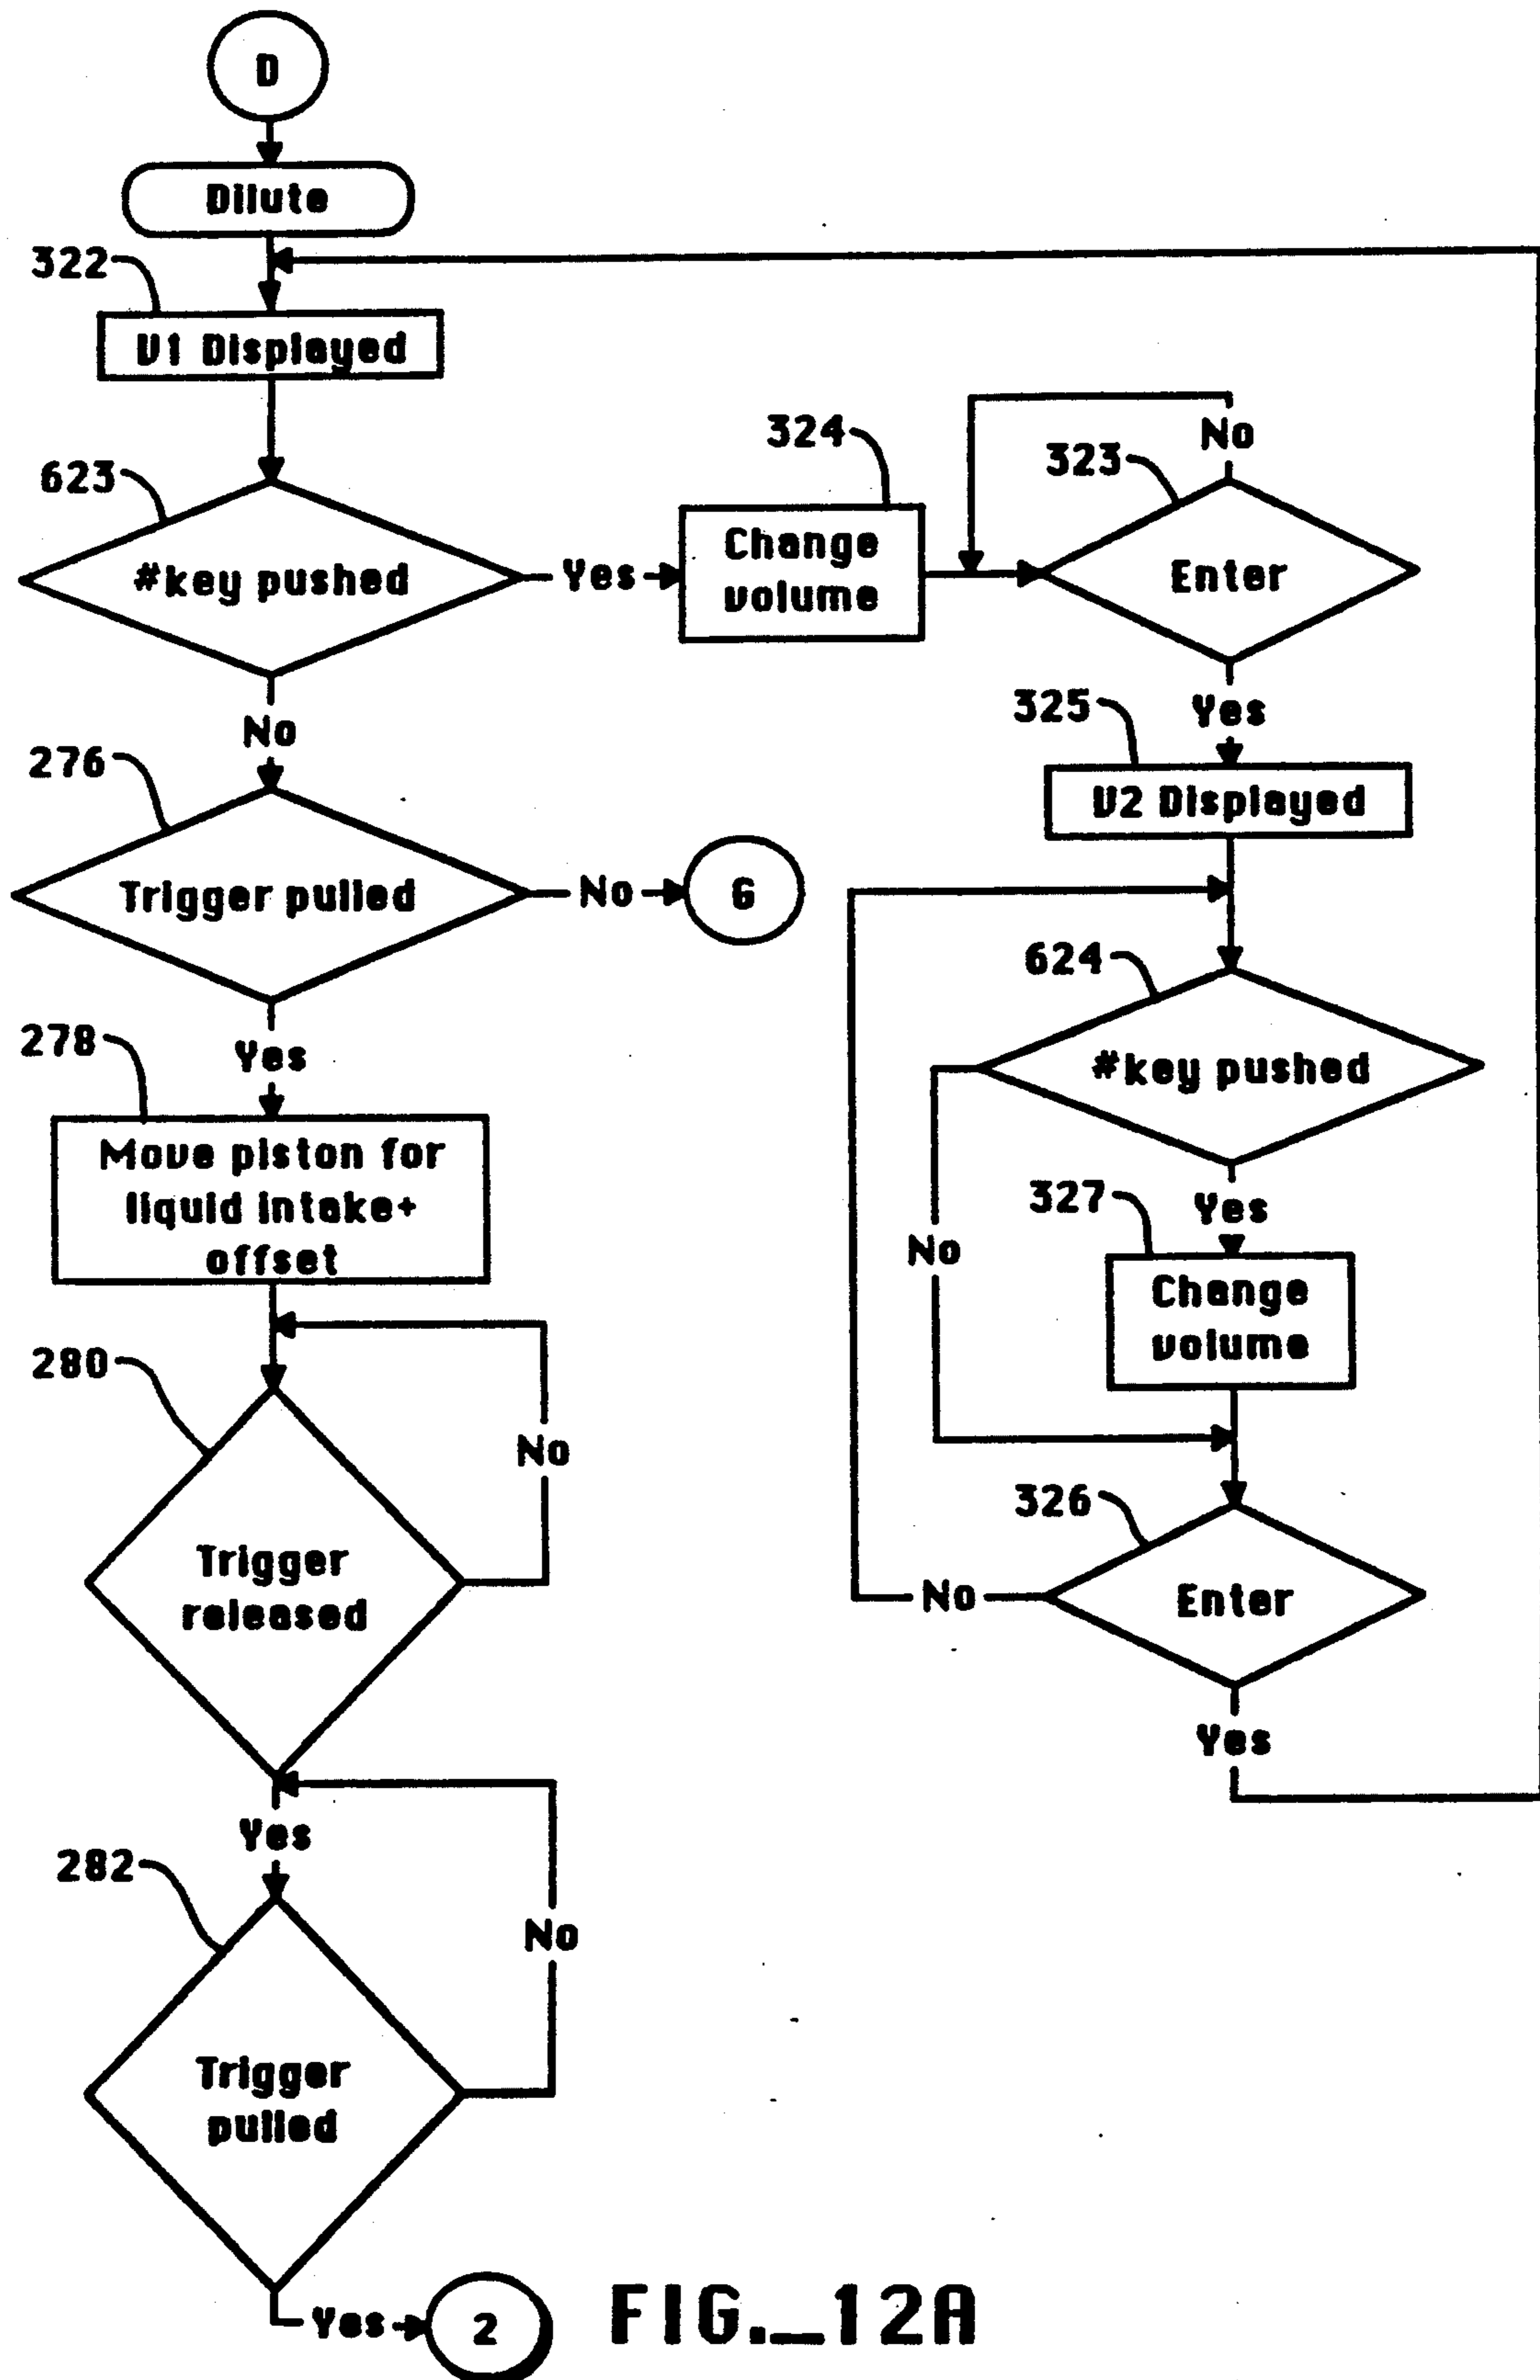 D
Dilute
322
V1 Displayed
623
#key pushed
Yes
324
Change
volume
323
No
Enter
Yes
No
276
Trigger pulled
No
G
325
V2 Displayed
624
#key pushed
Yes
278
Yes
Move piston for
liquid intake+
offset
327
Change
volume
No
280
No
Trigger
released
326
Enter
No
Yes
Yes
282
No
Trigger
pulled
Yes
2
FIG._12A